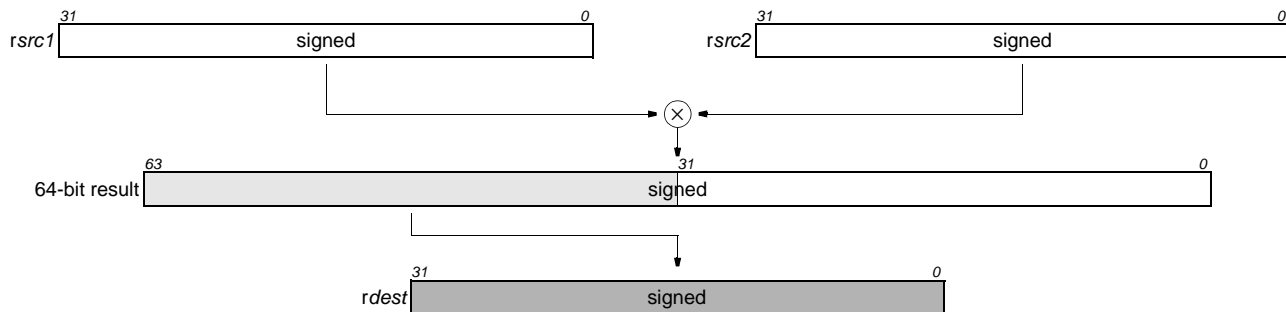 31 0 31 0
rsrc1 signed rsrc2 signed
×
63 31 0
64-bit result signed
31 0
rdest signed